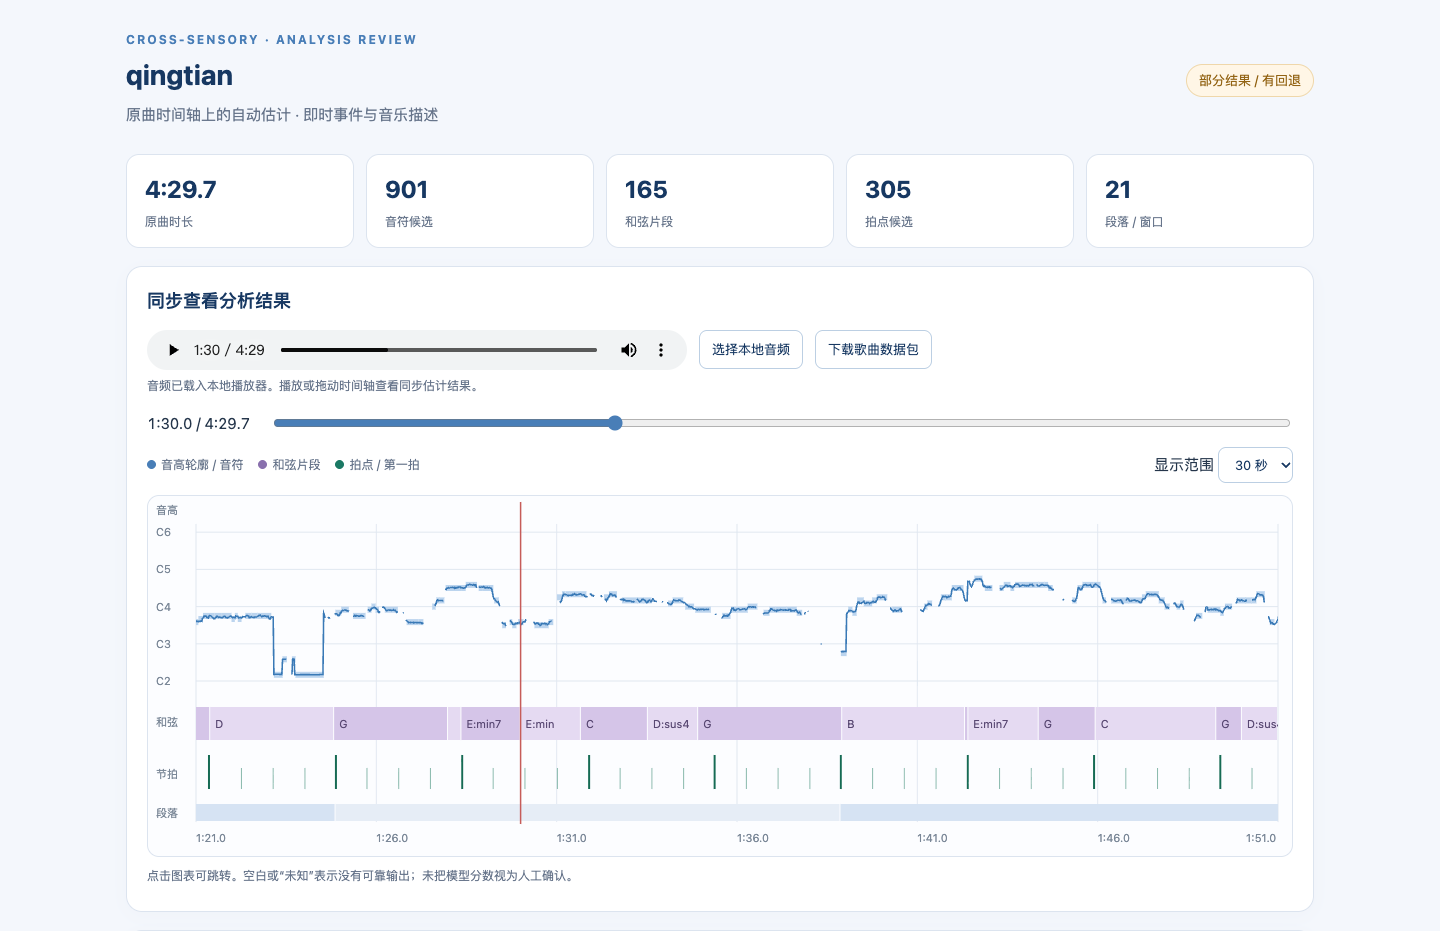 CROSS-SENSORY · ANALYSIS REVIEW
qingtian
部分结果 / 有回退
原曲时间轴上的自动估计 · 即时事件与音乐描述
4:29.7
原曲时长
901
音符候选
165
和弦片段
305
拍点候选
21
段落 / 窗口
同步查看分析结果
1:30 / 4:29
选择本地音频
下载歌曲数据包
音频已载入本地播放器。播放或拖动时间轴查看同步估计结果。
1:30.0 / 4:29.7
音高轮廓 / 音符
和弦片段
拍点 / 第一拍
显示范围
30 秒
音高
C6
C5
C4
C3
C2
和弦
D
G
E:min7
E:min
C
D:sus4
G
B
E:min7
G
C
G
D:sus
节拍
段落
1:21.0
1:26.0
1:31.0
1:36.0
1:41.0
1:46.0
1:51.0
点击图表可跳转。空白或“未知”表示没有可靠输出；未把模型分数视为人工确认。